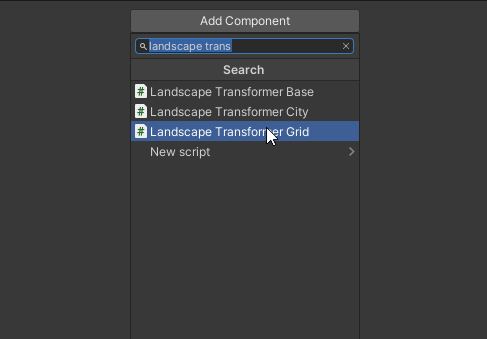 Add Component
landscape trans
Search
# Landscape Transformer Base
# Landscape Transformer City
# Landscape Transformer Grid
New script